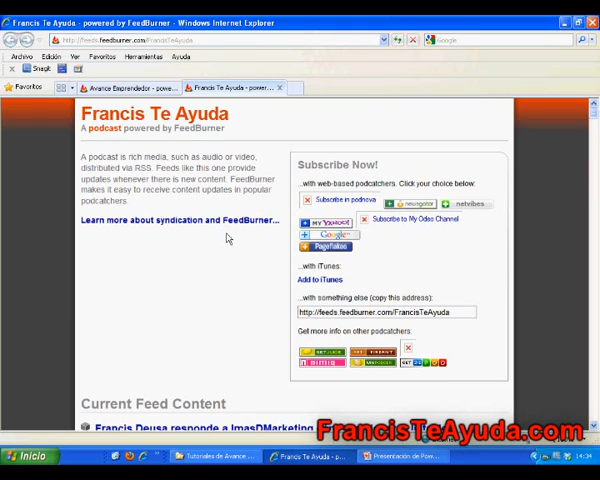 Francis Te Ayuda - powered by FeedBurner - Windows Internet Explorer
http://feeds.feedburner.com/FrancisTeAyuda
Google
Archivo Edición Ver Favoritos Herramientas Ayuda
Snagit
Favoritos
Avance Emprendedor - powe...
Francis Te Ayuda - power...
Francis Te Ayuda
A podcast powered by FeedBurner
A podcast is rich media, such as audio or video,
distributed via RSS. Feeds like this one provide
updates whenever there is new content. FeedBurner
makes it easy to receive content updates in popular
podcatchers.
Learn more about syndication and FeedBurner...
Subscribe Now!
...with web-based podcatchers. Click your choice below:
Subscribe in podnova
newsgator
netvibes
MY YAHOO!
Subscribe to My Odeo Channel
Google
Pageflakes
...with iTunes:
Add to iTunes
...with something else (copy this address):
http://feeds.feedburner.com/FrancisTeAyuda
Get more info on other podcatchers:
Current Feed Content
Francis Deusa responde a ImasDMarketing
FrancisTeAyuda.com
Inicio
Tutoriales de Avance ...
Francis Te Ayuda - p...
Presentación de Pow...
14:34